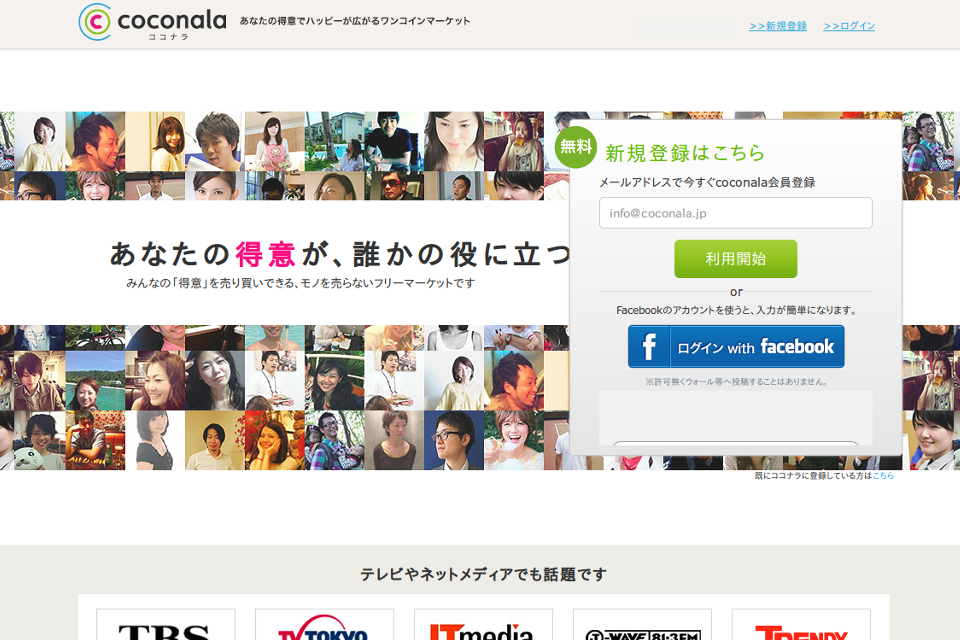 coconala
ココナラ
あなたの得意でハッピーが広がるワンコインマーケット
>>新規登録
>>ログイン
無料
新規登録はこちら
メールアドレスで今すぐcoconala会員登録
info@coconala.jp
利用開始
or
Facebookのアカウントを使うと、入力が簡単になります。
f ログイン with facebook
※許可無くウォール等へ投稿することはありません。
あなたの得意が、誰かの役に立つ
みんなの「得意」を売り買いできる、モノを売らないフリーマーケットです
既にココナラに登録している方はこちら
テレビやネットメディアでも話題です
TBS
TV TOKYO
ITmedia
J-WAVE 81.3FM
TRENDY